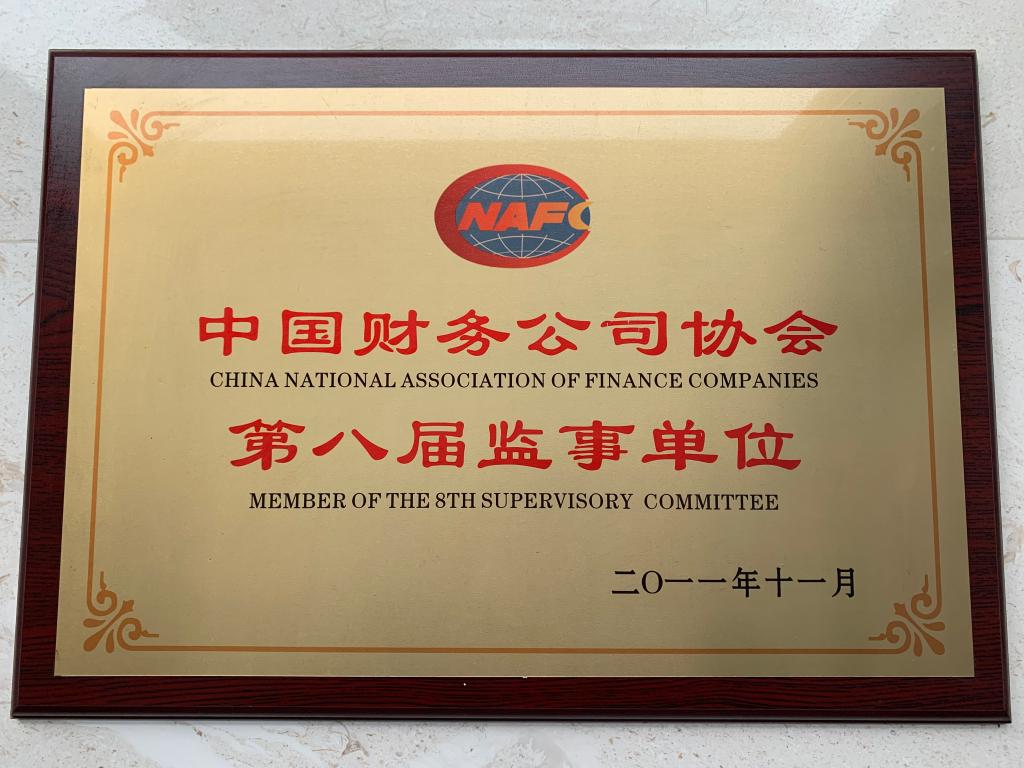 NAFC
中国财务公司协会
CHINA NATIONAL ASSOCIATION OF FINANCE COMPANIES
第八届监事单位
MEMBER OF THE 8TH SUPERVISORY COMMITTEE
二〇一一年十一月